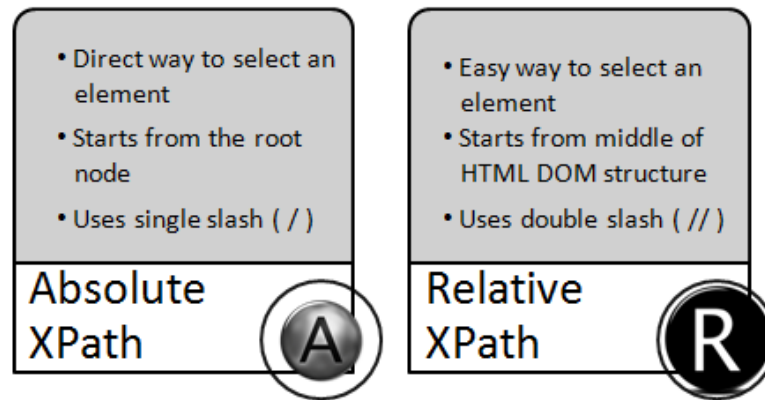 • Direct way to select an
element
• Starts from the root
node
• Uses single slash ( / )
Absolute
XPath
A
• Easy way to select an
element
• Starts from middle of
HTML DOM structure
• Uses double slash ( // )
Relative
XPath
R